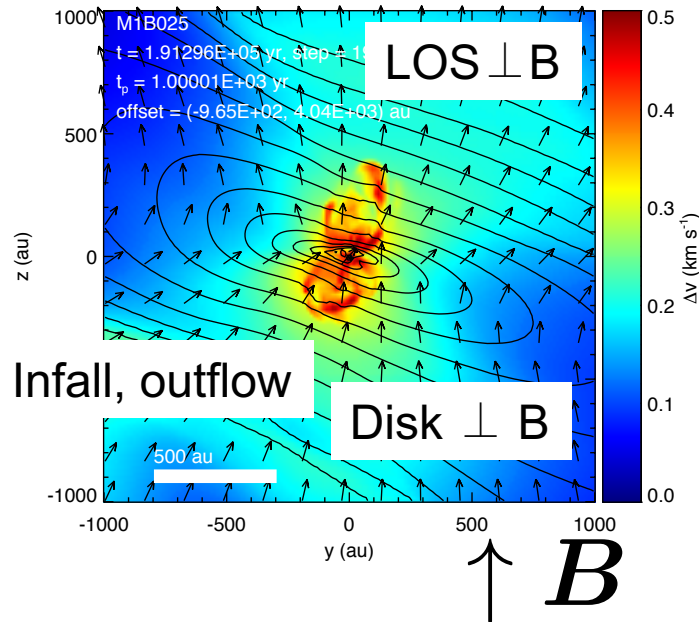 M1B025
t = 1.91296E+05 yr, step = 19
t_p = 1.00001E+03 yr
offset = (-9.65E+02, 4.04E+03) au
LOS ⊥ B
Infall, outflow
Disk ⊥ B
500 au
1000
500
0
-500
-1000
z (au)
-1000 -500 0 500 1000
y (au)
0.5
0.4
0.3
0.2
0.1
0.0
Δv (km s⁻¹)
↑ B